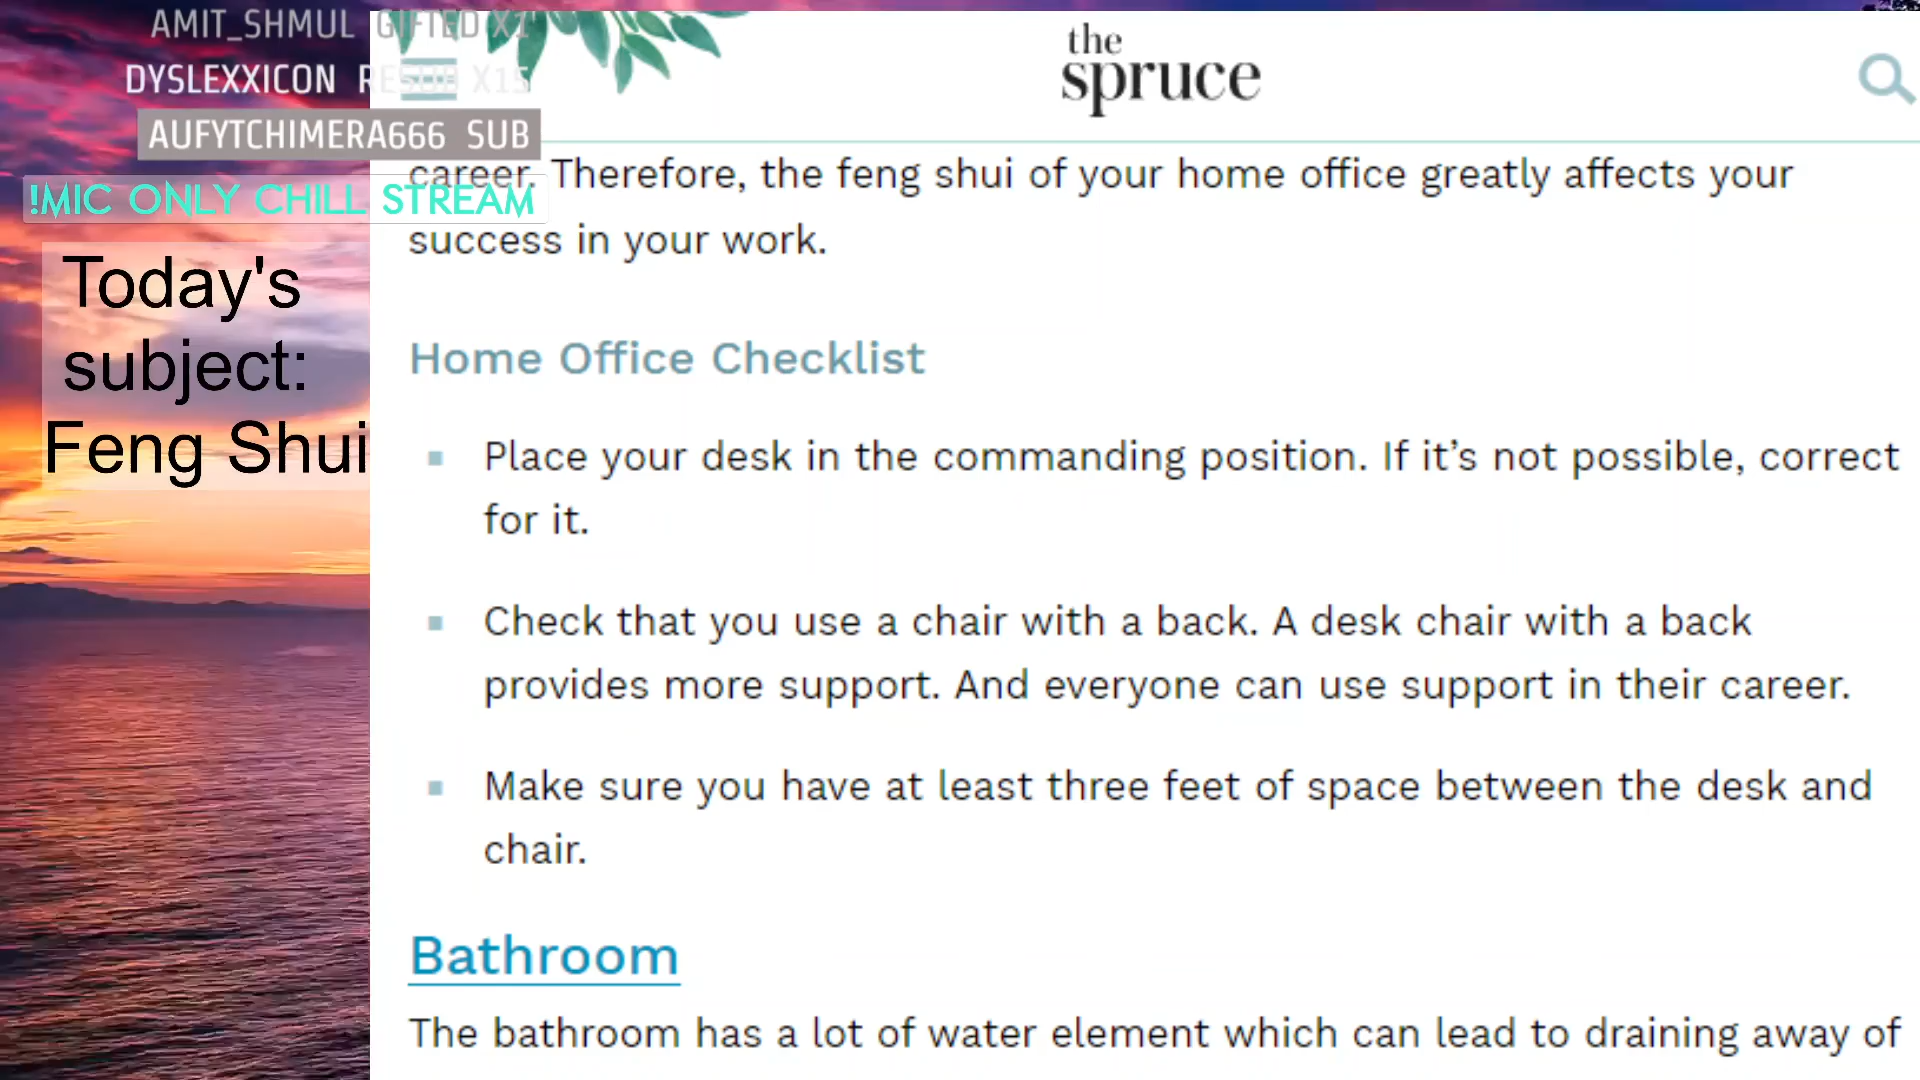 AMIT_SHMUL GIFTED X1
DYSLEXXICON RESUB X15
AUFYTCHIMERA666 SUB
!MIC ONLY CHILL STREAM
Today's
subject:
Feng Shui
the
spruce
career. Therefore, the feng shui of your home office greatly affects your
success in your work.
Home Office Checklist
Place your desk in the commanding position. If it’s not possible, correct
for it.
Check that you use a chair with a back. A desk chair with a back
provides more support. And everyone can use support in their career.
Make sure you have at least three feet of space between the desk and
chair.
Bathroom
The bathroom has a lot of water element which can lead to draining away of